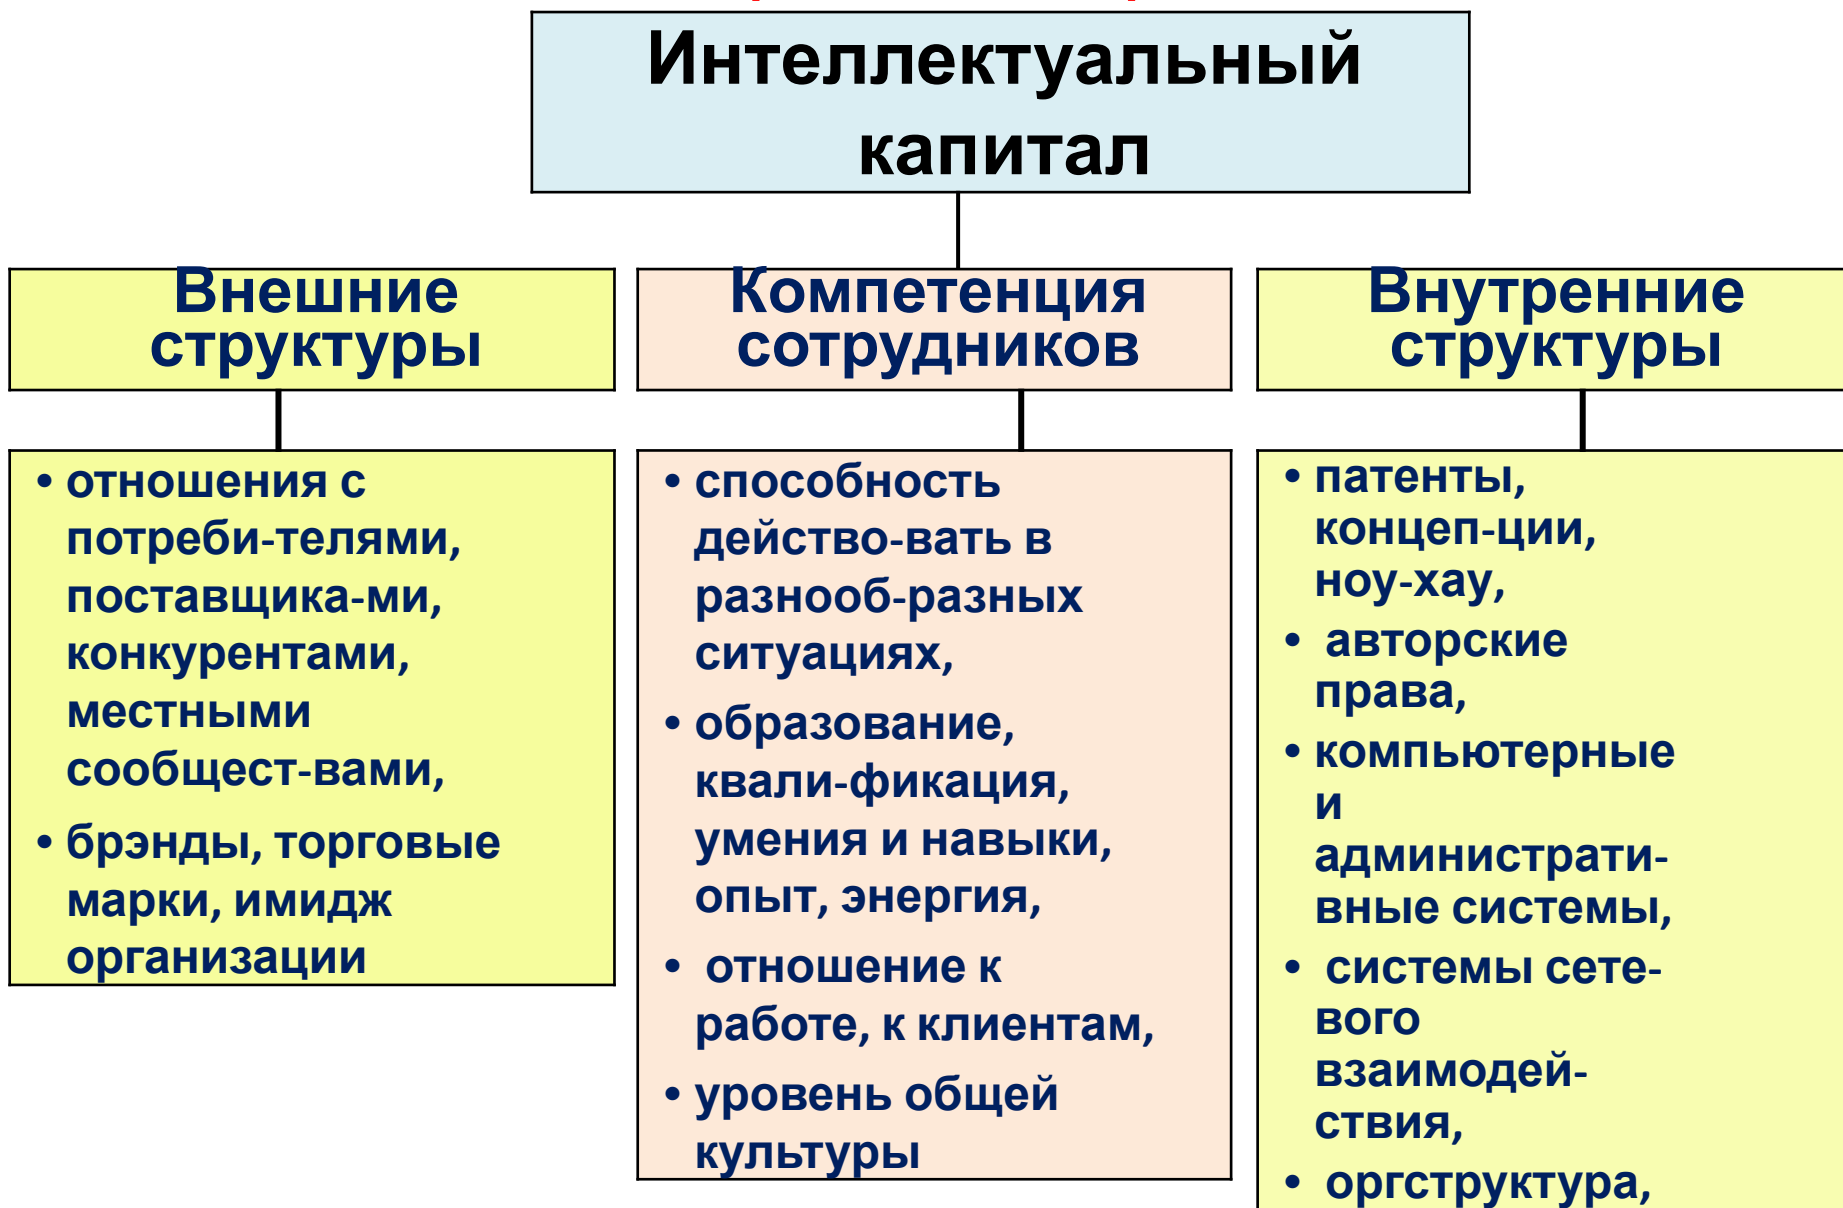 Интеллектуальный
капитал
Внешние
структуры
• отношения с
потреби-телями,
поставщика-ми,
конкурентами,
местными
сообщест-вами,
• брэнды, торговые
марки, имидж
организации
Компетенция
сотрудников
• способность
действо-вать в
разнооб-разных
ситуациях,
• образование,
квали-фикация,
умения и навыки,
опыт, энергия,
• отношение к
работе, к клиентам,
• уровень общей
культуры
Внутренние
структуры
• патенты,
концеп-ции,
ноу-хау,
• авторские
права,
• компьютерные
и
администрати-
вные системы,
• системы сете-
вого
взаимодей-
ствия,
• оргструктура,